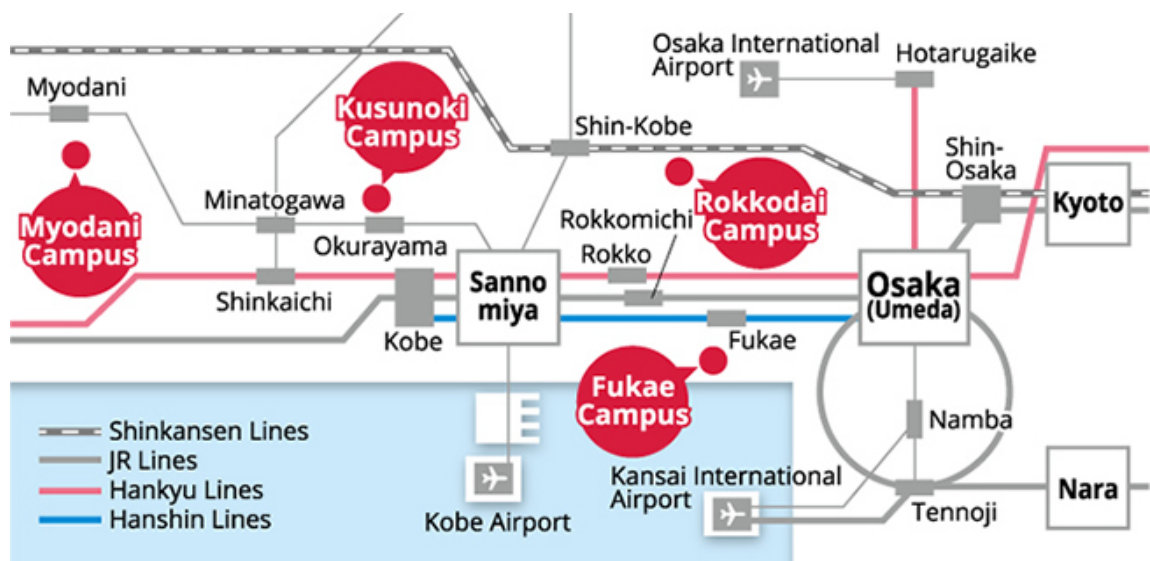 Osaka International
Airport
Hotarugaike
Myodani
Kusunoki
Campus
Shin-Kobe
Shin-
Osaka
Kyoto
Myodani
Campus
Minatogawa
Okurayama
Rokkomichi
Rokkodai
Campus
Rokko
Shinkaichi
Sanno
miya
Osaka
(Umeda)
Kobe
Fukae
Fukae
Campus
Namba
Shinkansen Lines
JR Lines
Hankyu Lines
Hanshin Lines
Kobe Airport
Kansai International
Airport
Tennoji
Nara